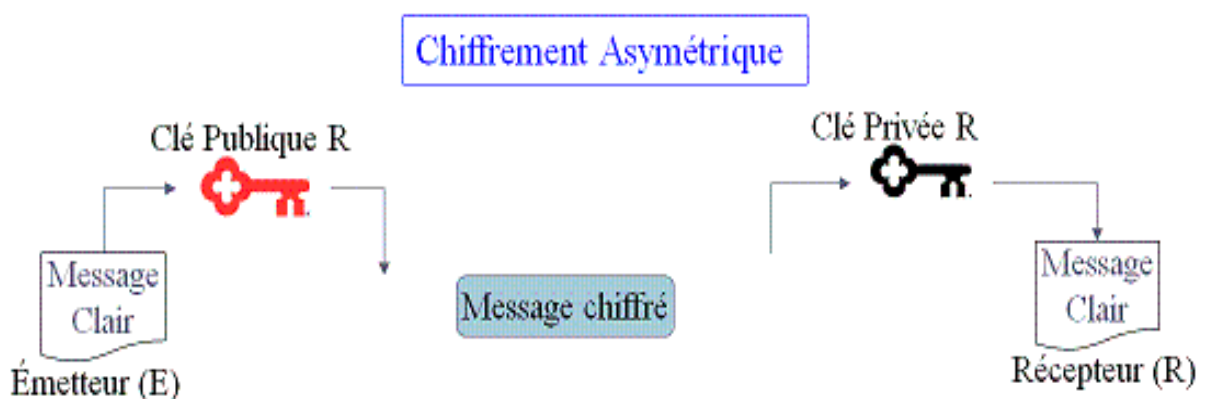 Chiffrement Asymétrique
Clé Publique R
Clé Privée R
Message
Clair
Message chiffré
Message
Clair
Émetteur (E)
Récepteur (R)